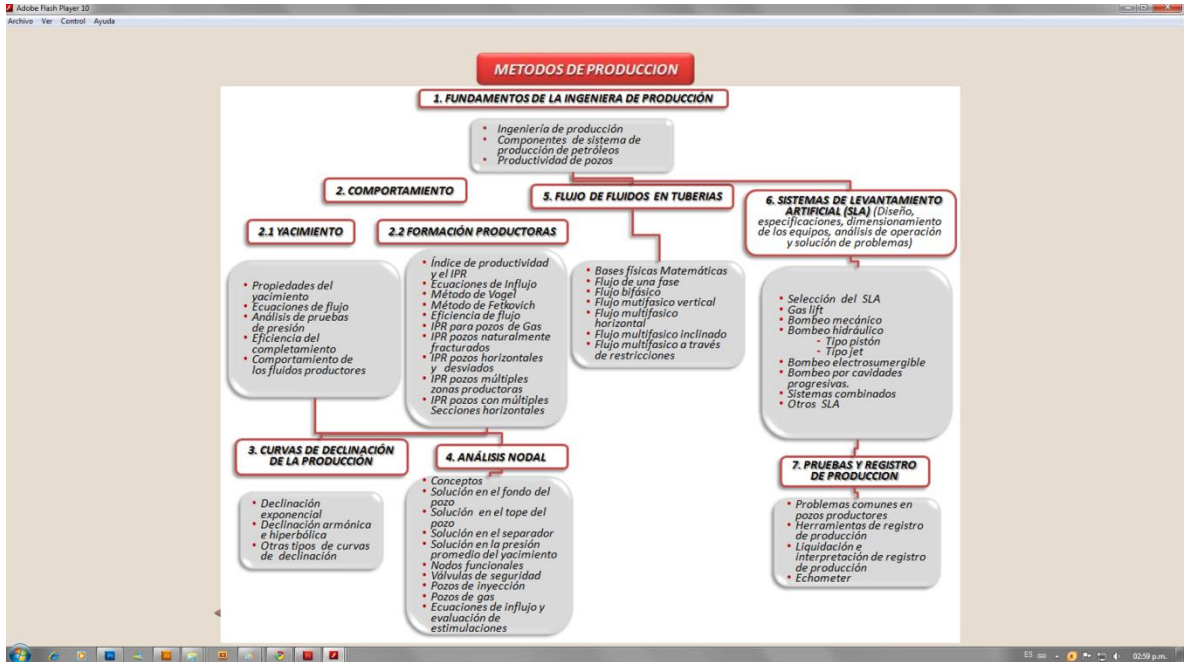 Adobe Flash Player 10
Archivo Ver Control Ayuda
METODOS DE PRODUCCION
1. FUNDAMENTOS DE LA INGENIERA DE PRODUCCIÓN
• Ingeniería de producción
• Componentes de sistema de
producción de petróleos
• Productividad de pozos
2. COMPORTAMIENTO
2.1 YACIMIENTO
• Propiedades del
yacimiento
• Ecuaciones de flujo
• Análisis de pruebas
de presión
• Eficiencia del
completamiento
• Comportamiento de
los fluidos productores
2.2 FORMACIÓN PRODUCTORAS
• Índice de productividad
y el IPR
• Ecuaciones de Influjo
• Método de Vogel
• Método de Fetkovich
• Eficiencia de flujo
• IPR para pozos de Gas
• IPR pozos naturalmente
fracturados
• IPR pozos horizontales
y desviados
• IPR pozos múltiples
zonas productoras
• IPR pozos con múltiples
Secciones horizontales
3. CURVAS DE DECLINACIÓN
DE LA PRODUCCIÓN
• Declinación
exponencial
• Declinación armónica
e hiperbólica
• Otras tipos de curvas
de declinación
4. ANÁLISIS NODAL
• Conceptos
• Solución en el fondo del
pozo
• Solución en el tope del
pozo
• Solución en el separador
• Solución en la presión
promedio del yacimiento
• Nodos funcionales
• Válvulas de seguridad
• Pozos de inyección
• Pozos de gas
• Ecuaciones de influjo y
evaluación de
estimulaciones
5. FLUJO DE FLUIDOS EN TUBERIAS
• Bases físicas Matemáticas
• Flujo de una fase
• Flujo bifásico
• Flujo mutifasico vertical
• Flujo multifasico
horizontal
• Flujo multifasico inclinado
• Flujo multífasico a través
de restricciones
6. SISTEMAS DE LEVANTAMIENTO
ARTIFICIAL (SLA) (Diseño,
especificaciones, dimensionamiento
de los equipos, análisis de operación
y solución de problemas)
• Selección del SLA
• Gas lift
• Bombeo mecánico
• Bombeo hidráulico
- Tipo pistón
- Tipo jet
• Bombeo electrosumergible
• Bombeo por cavidades
progresivas.
• Sistemas combinados
• Otros SLA
7. PRUEBAS Y REGISTRO
DE PRODUCCION
• Problemas comunes en
pozos productores
• Herramientas de registro
de producción
• Liquidación e
interpretación de registro
de producción
• Echometer
ES
02:59 p.m.